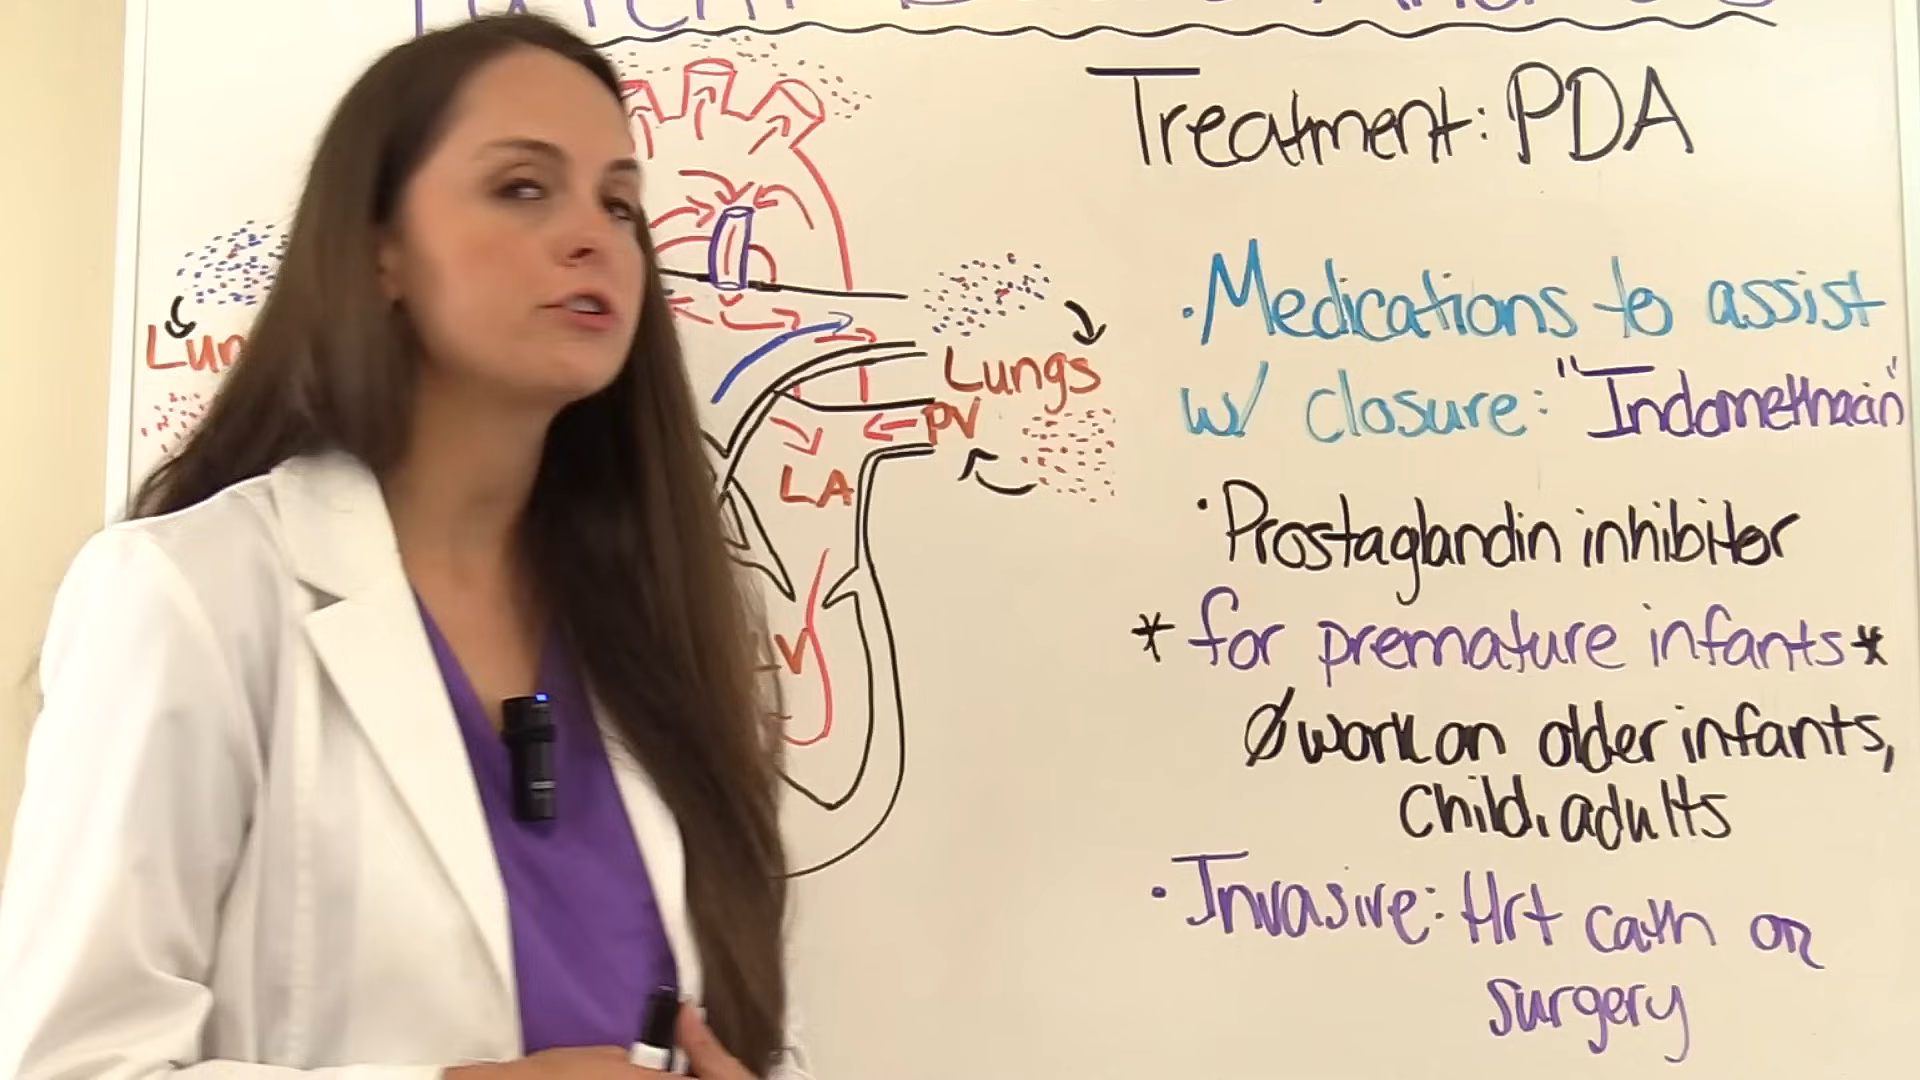 Treatment: PDA
Lun
Lungs
PV
LA
V
• Medications to assist
w/ closure: "Indomethacin"
• Prostaglandin inhibitor
* for premature infants *
Ø work on older infants,
child, adults
• Invasive: Hrt cath or
surgery